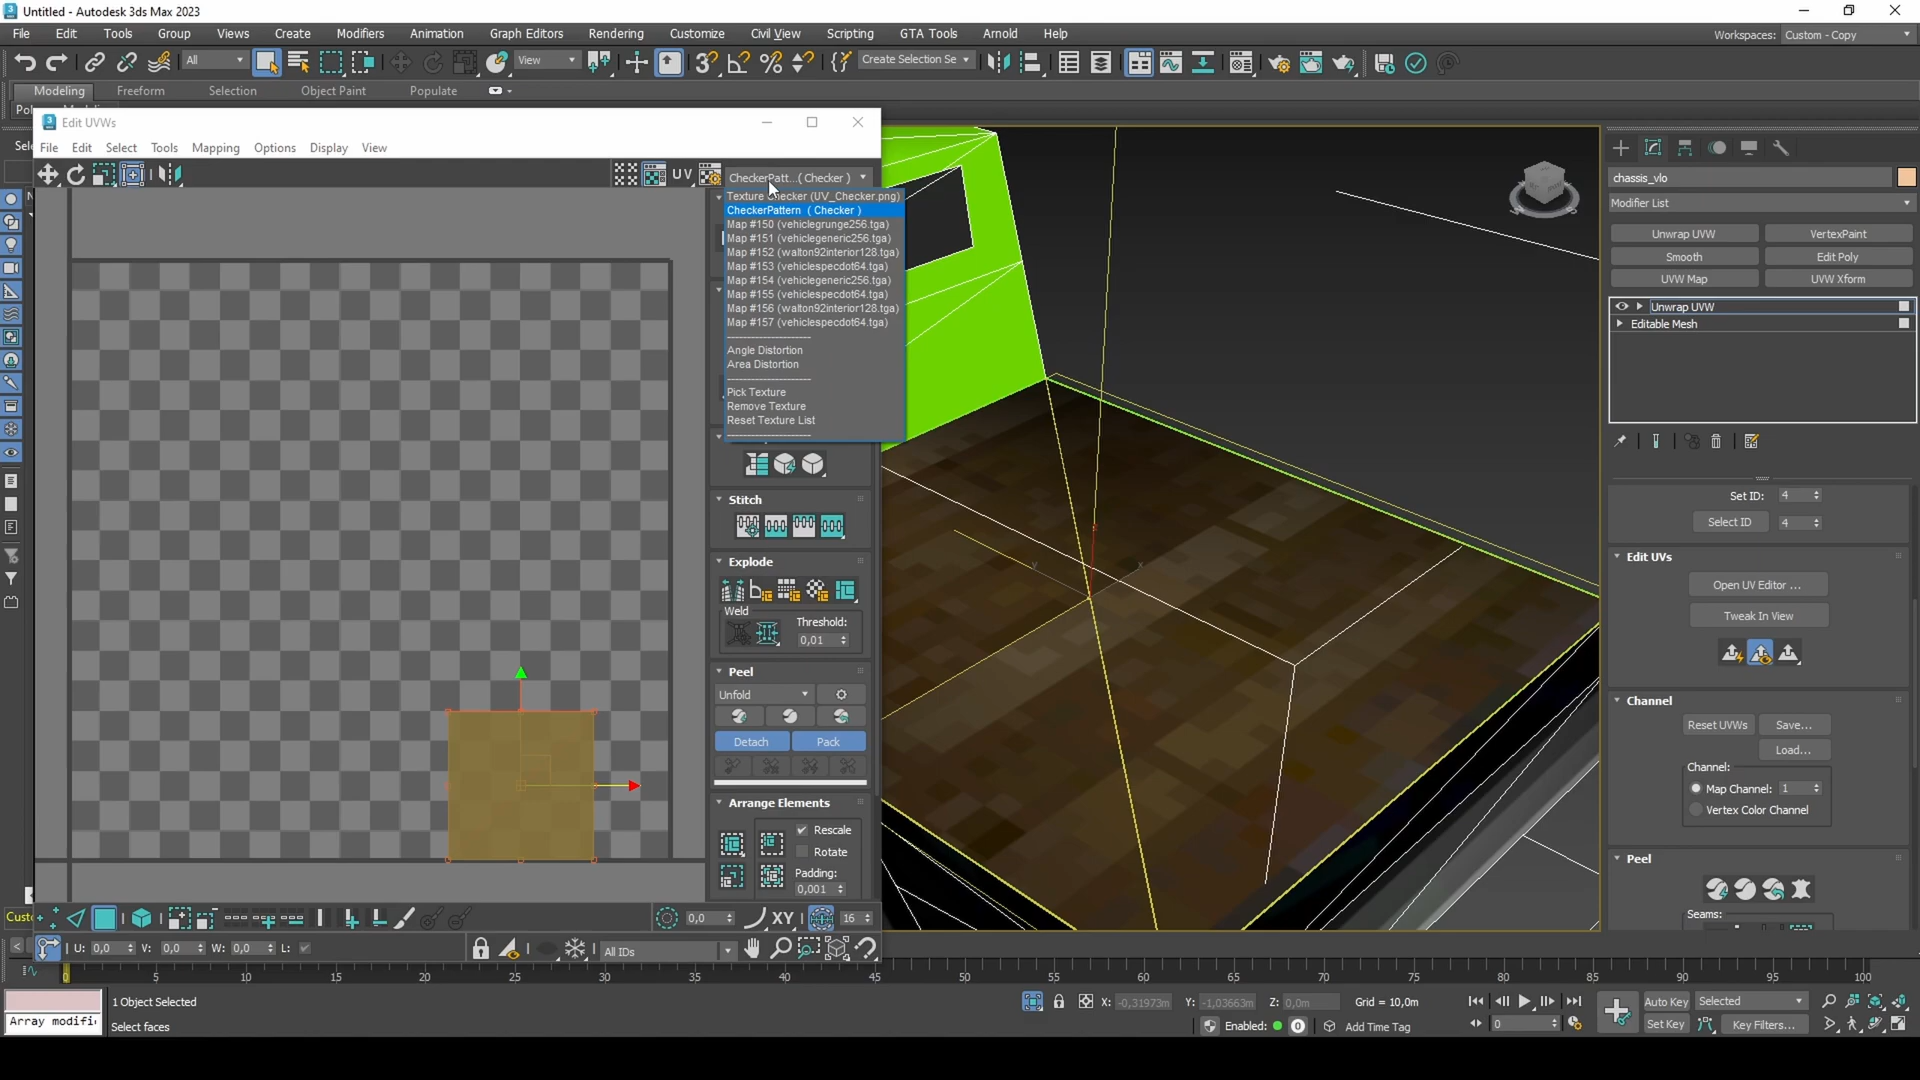 Untitled - Autodesk 3ds Max 2023
File Edit Tools Group Views Create Modifiers Animation Graph Editors Rendering Customize Civil View Scripting GTA Tools Arnold Help
Workspaces: Custom - Copy
All
View
Create Selection Se
Modeling Freeform Selection Object Paint Populate
Edit UVWs
File Edit Select Tools Mapping Options Display View
UV
CheckerPatt...( Checker )
Texture Checker (UV_Checker.png)
CheckerPattern ( Checker )
Map #150 (vehiclegrunge256.tga)
Map #151 (vehiclegeneric256.tga)
Map #152 (walton92interior128.tga)
Map #153 (vehiclespecdot64.tga)
Map #154 (vehiclegeneric256.tga)
Map #155 (vehiclespecdot64.tga)
Map #156 (walton92interior128.tga)
Map #157 (vehiclespecdot64.tga)
Angle Distortion
Area Distortion
Pick Texture
Remove Texture
Reset Texture List
Stitch
Explode
Weld
Threshold:
0,01
Peel
Unfold
Detach Pack
Arrange Elements
Rescale
Rotate
Padding:
0,001
0,0
XY
16
U: 0,0 V: 0,0 W: 0,0 L:
All IDs
chassis_vlo
Modifier List
Unwrap UVW VertexPaint
Smooth Edit Poly
UVW Map UVW Xform
Unwrap UVW
Editable Mesh
Set ID: 4
Select ID 4
Edit UVs
Open UV Editor ...
Tweak In View
Channel
Reset UVWs Save...
Load...
Channel:
Map Channel: 1
Vertex Color Channel
Peel
Seams:
0 5 10 15 20 25 30 35 40 45 50 55 60 65 70 75 80 85 90 95 100
1 Object Selected
Select faces
X: -0,31973m Y: -1,03663m Z: 0,0m Grid = 10,0m
Enabled: 0 Add Time Tag
0
Auto Key Selected
Set Key Key Filters...